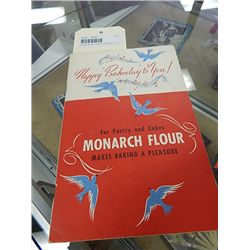 Happy Bakeday to You!
for Pastry and Cakes
MONARCH FLOUR
MAKES BAKING A PLEASURE